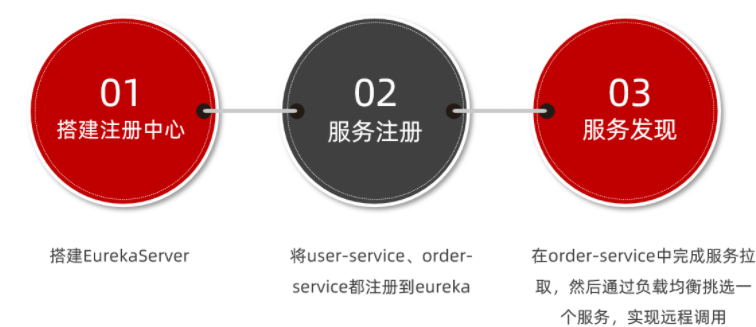 01
搭建注册中心
02
服务注册
03
服务发现
搭建EurekaServer
将user-service、order-
service都注册到eureka
在order-service中完成服务拉
取，然后通过负载均衡挑选一
个服务，实现远程调用